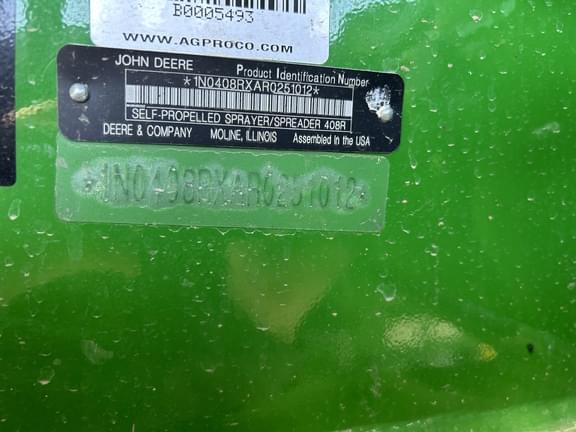 B0005493
WWW.AGPROCO.COM
JOHN DEERE Product Identification Number
*1N0408RXAR0251012*
SELF-PROPELLED SPRAYER/SPREADER 408R
DEERE & COMPANY MOLINE, ILLINOIS Assembled in the USA
*1N0408RXAR0251012*